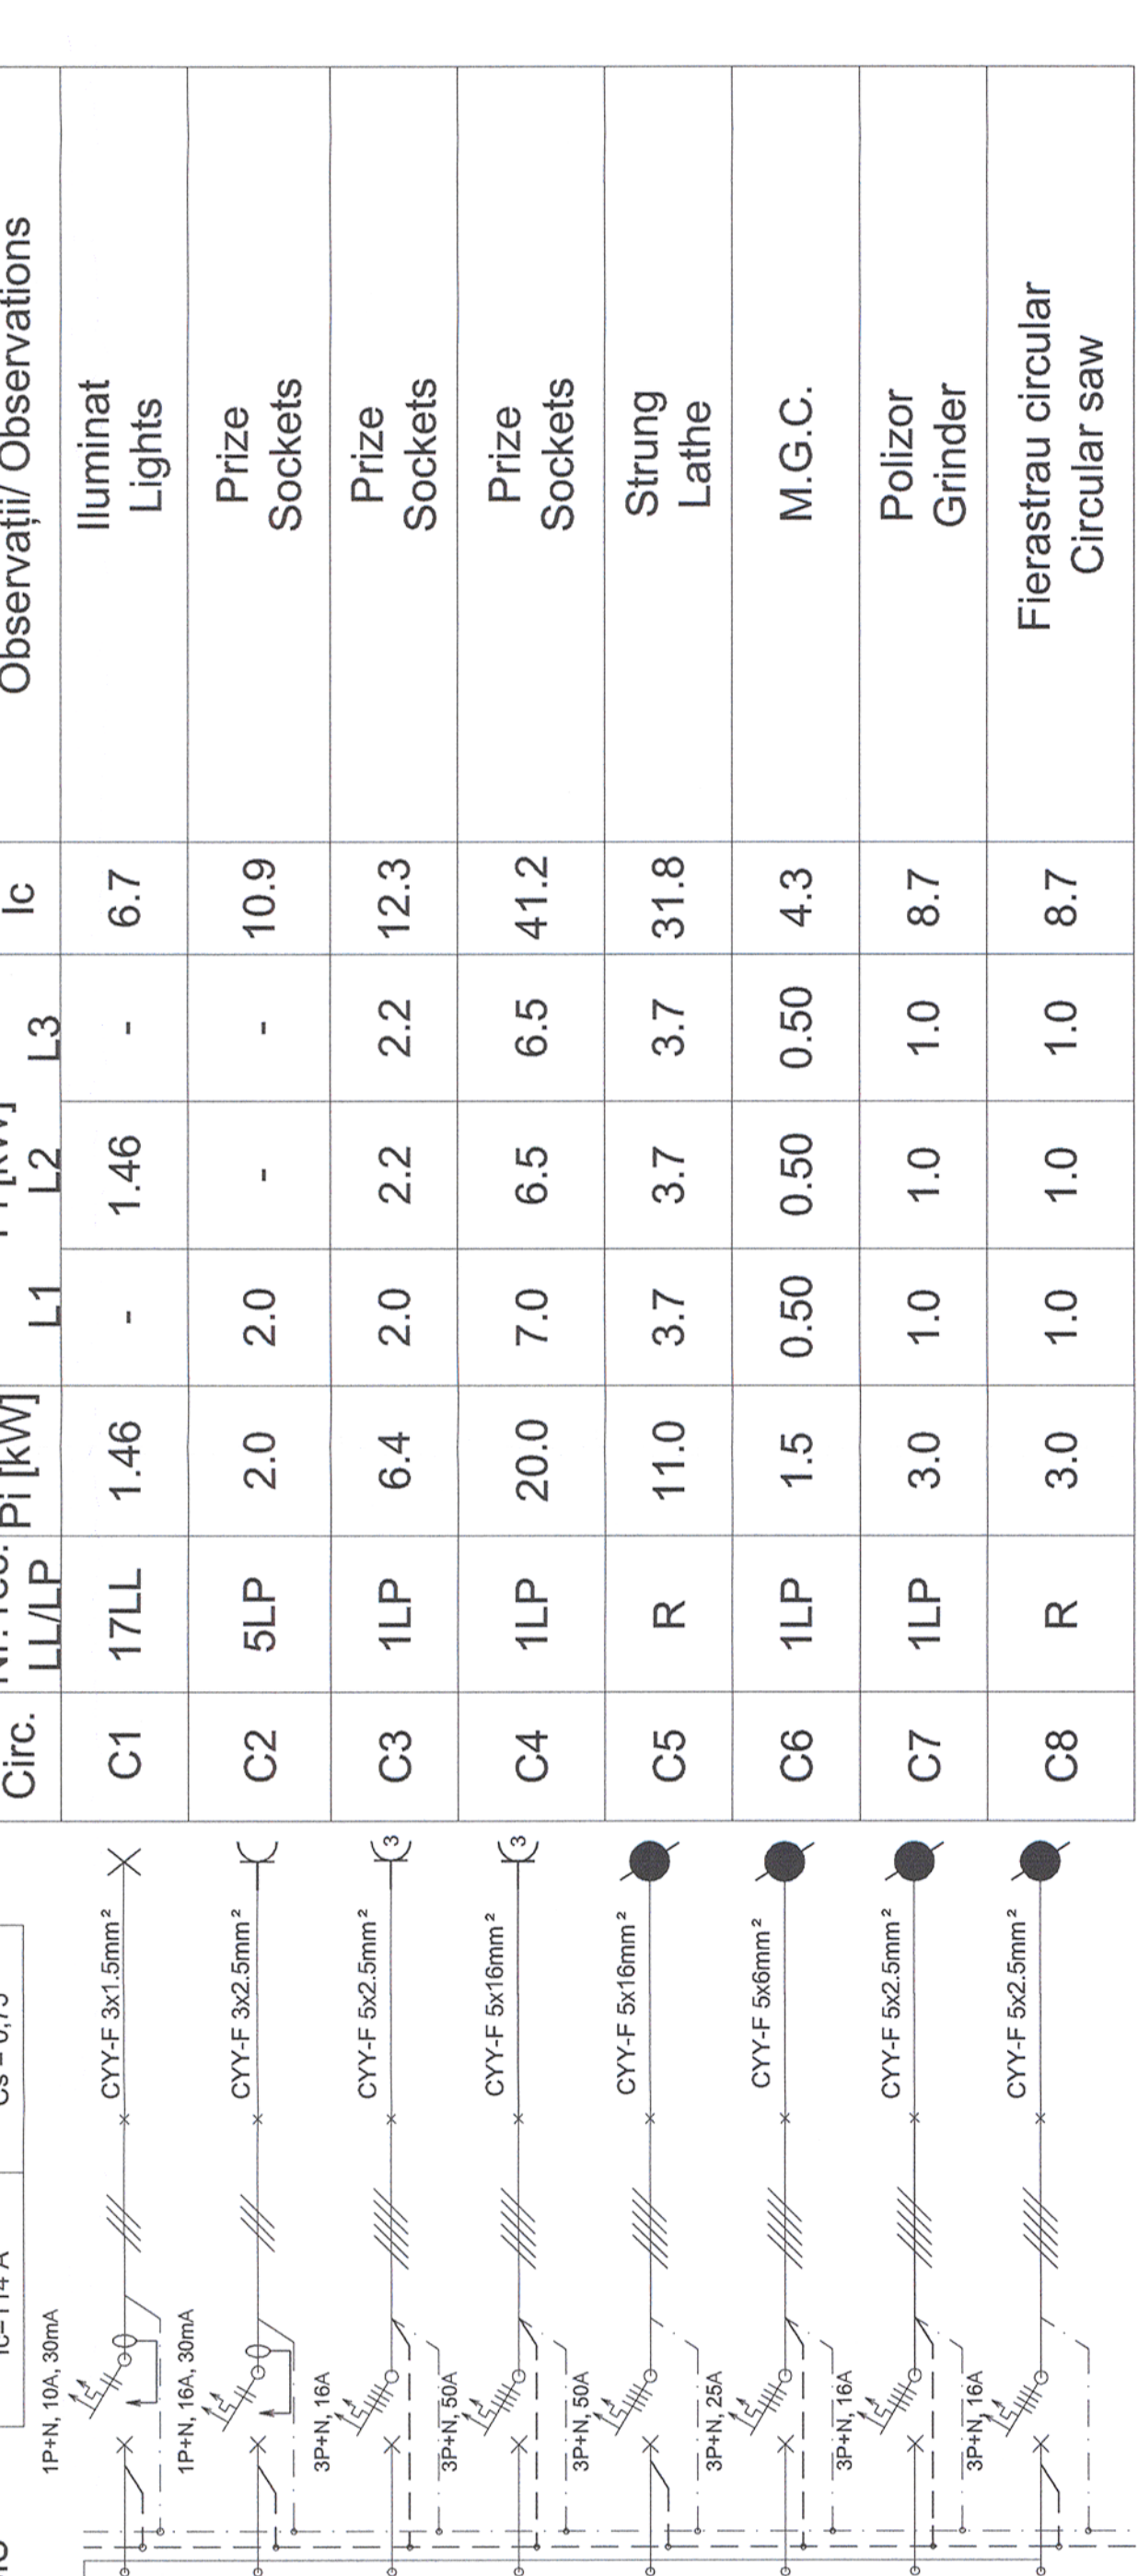 Circ. LL/LP Pi [kW] L1 L2 L3 Ic Observații/ Observations
1P+N, 10A, 30mA CYY-F 3x1.5mm² C1 17LL 1.46 - 1.46 - 6.7 Iluminat
Lights
1P+N, 16A, 30mA CYY-F 3x2.5mm² C2 5LP 2.0 2.0 - - 10.9 Prize
Sockets
3P+N, 16A CYY-F 5x2.5mm² 3 C3 1LP 6.4 2.0 2.2 2.2 12.3 Prize
Sockets
3P+N, 50A CYY-F 5x16mm² 3 C4 1LP 20.0 7.0 6.5 6.5 41.2 Prize
Sockets
3P+N, 50A CYY-F 5x16mm² C5 R 11.0 3.7 3.7 3.7 31.8 Strung
Lathe
3P+N, 25A CYY-F 5x6mm² C6 1LP 1.5 0.50 0.50 0.50 4.3 M.G.C.
3P+N, 16A CYY-F 5x2.5mm² C7 1LP 3.0 1.0 1.0 1.0 8.7 Polizor
Grinder
3P+N, 16A CYY-F 5x2.5mm² C8 R 3.0 1.0 1.0 1.0 8.7 Fierastrau circular
Circular saw